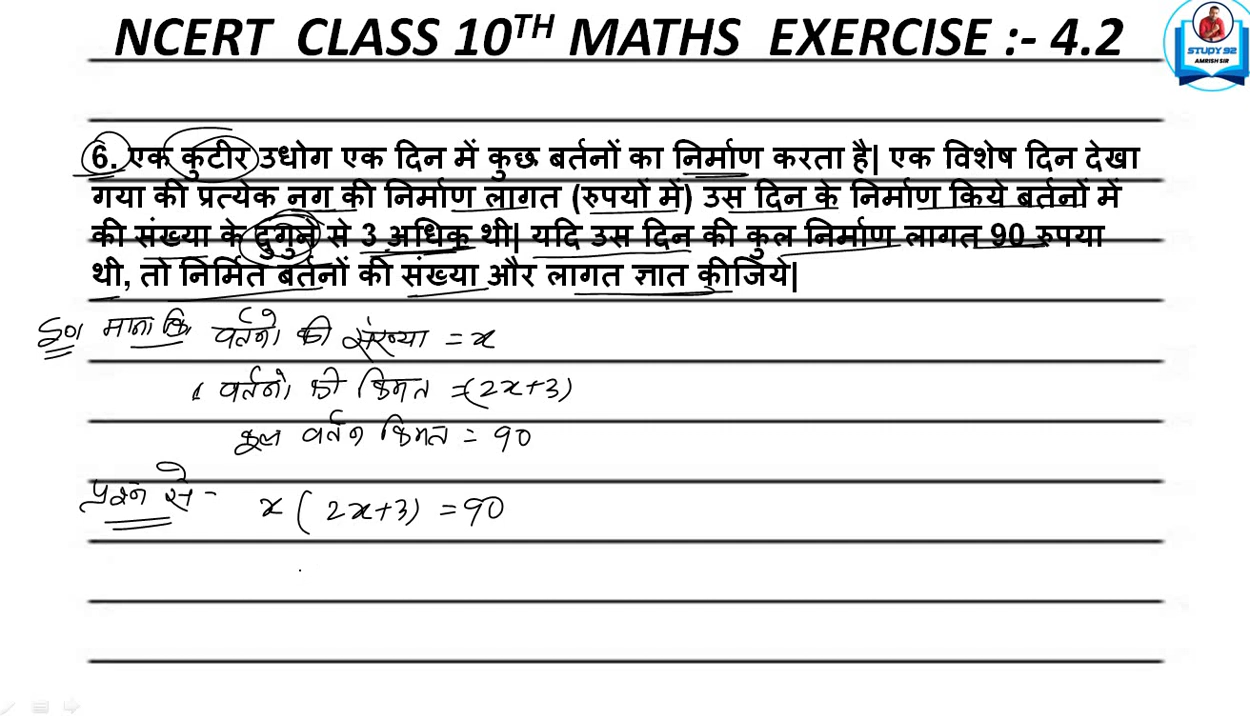 NCERT CLASS 10TH MATHS EXERCISE :- 4.2
STUDY 92
AMRISH SIR
6. एक कुटीर उधोग एक दिन में कुछ बर्तनों का निर्माण करता है| एक विशेष दिन देखा
गया की प्रत्येक नग की निर्माण लागत (रुपयों में) उस दिन के निर्माण किये बर्तनों में
की संख्या के दुगुने से 3 अधिक थी| यदि उस दिन की कुल निर्माण लागत 90 रुपया
थी, तो निर्मित बर्तनों की संख्या और लागत ज्ञात कीजिये|
हल माना कि बर्तनो की संख्या = x
बर्तनो की किमत = (2x+3)
कुल बर्तन किमत = 90
प्रश्न से - x ( 2x+3) = 90